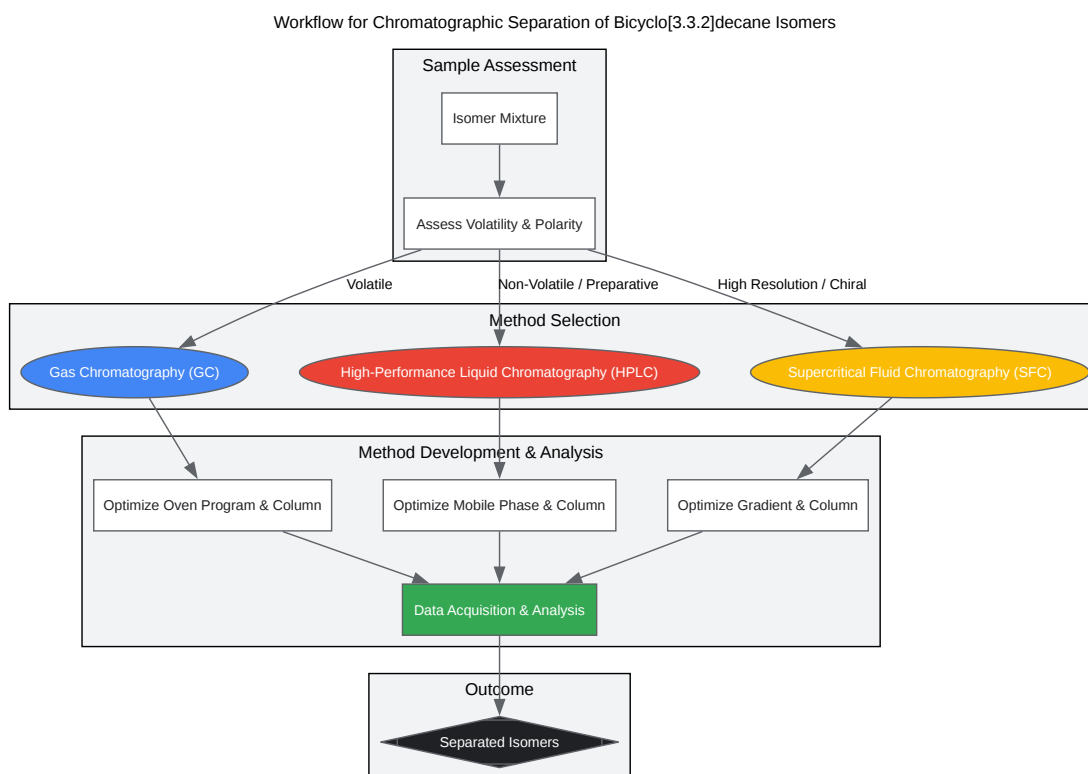 Workflow for Chromatographic Separation of Bicyclo[3.3.2]decane Isomers
Sample Assessment
Isomer Mixture
Assess Volatility & Polarity
Volatile
Non-Volatile / Preparative
High Resolution / Chiral
Method Selection
Gas Chromatography (GC)
High-Performance Liquid Chromatography (HPLC)
Supercritical Fluid Chromatography (SFC)
Method Development & Analysis
Optimize Oven Program & Column
Optimize Mobile Phase & Column
Optimize Gradient & Column
Data Acquisition & Analysis
Outcome
Separated Isomers